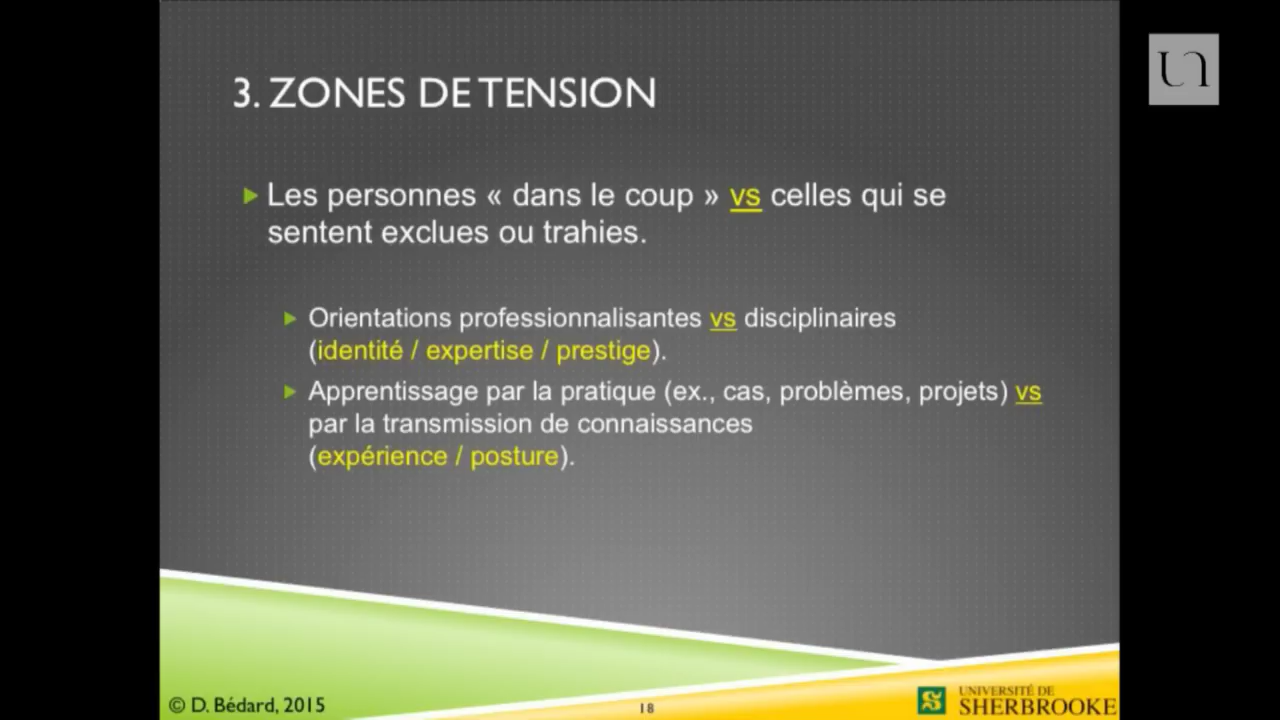 3. ZONES DE TENSION
Les personnes « dans le coup » vs celles qui se
sentent exclues ou trahies.
Orientations professionnalisantes vs disciplinaires
(identité / expertise / prestige).
Apprentissage par la pratique (ex., cas, problèmes, projets) vs
par la transmission de connaissances
(expérience / posture).
© D. Bédard, 2015
18
UNIVERSITÉ DE
SHERBROOKE